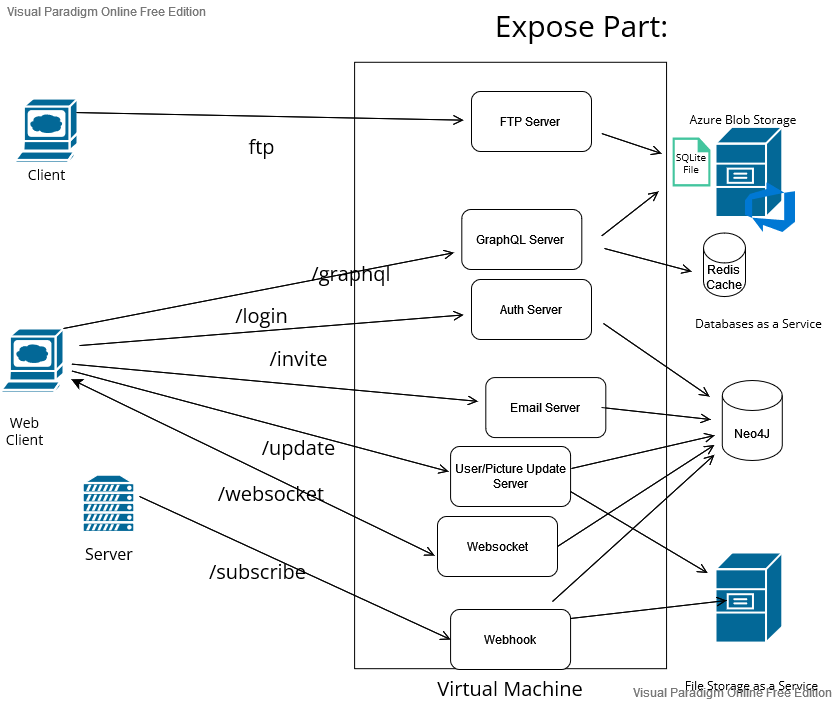 Visual Paradigm Online Free Edition
Expose Part:
Azure Blob Storage
FTP Server
ftp
SQLite
File
Client
GraphQL Server
/graphql
Redis
Cache
/login
Auth Server
Databases as a Service
/invite
Web
Client
Email Server
Neo4J
/update
User/Picture Update
Server
/websocket
Websocket
Server
/subscribe
Webhook
Virtual Machine
File Storage as a Service
Visual Paradigm Online Free Edition